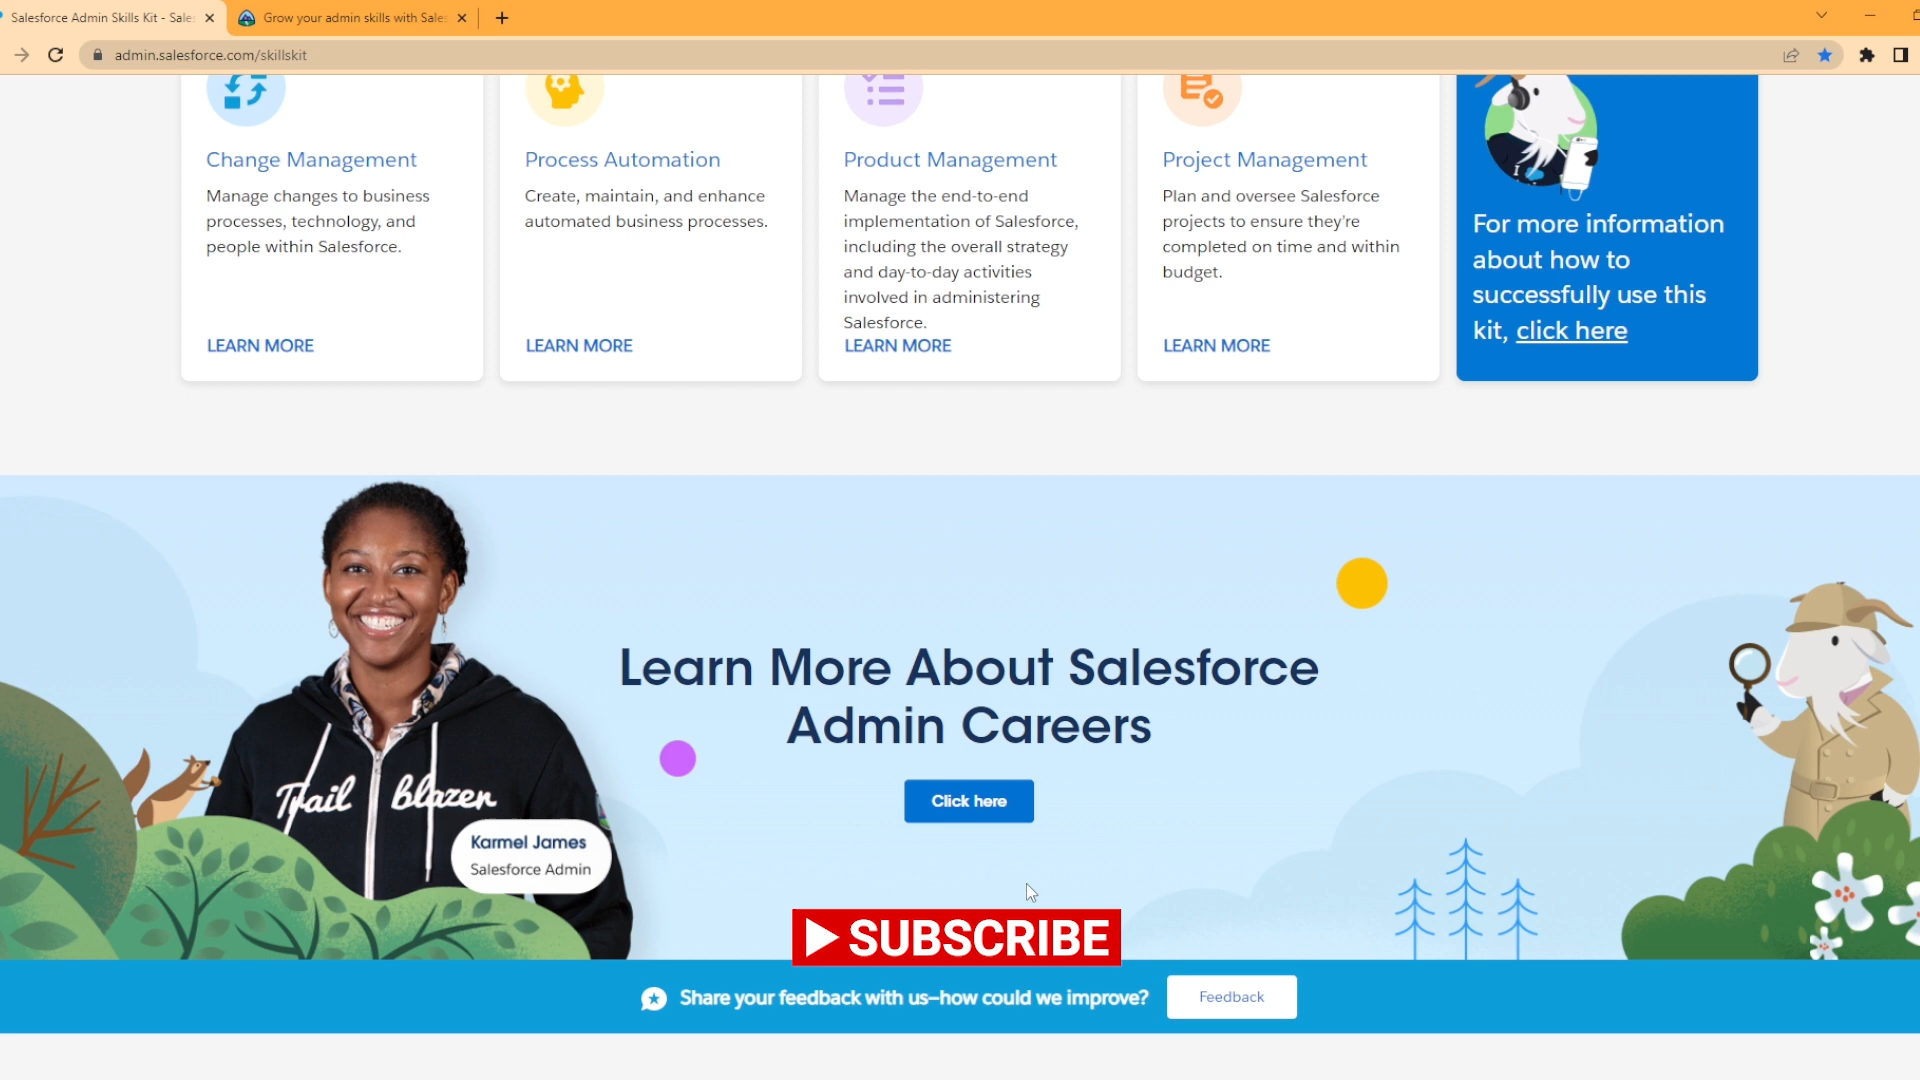 Salesforce Admin Skills Kit - Sale
Grow your admin skills with Sales
admin.salesforce.com/skillskit
Change Management
Manage changes to business
processes, technology, and
people within Salesforce.
LEARN MORE
Process Automation
Create, maintain, and enhance
automated business processes.
LEARN MORE
Product Management
Manage the end-to-end
implementation of Salesforce,
including the overall strategy
and day-to-day activities
involved in administering
Salesforce.
LEARN MORE
Project Management
Plan and oversee Salesforce
projects to ensure they're
completed on time and within
budget.
LEARN MORE
For more information
about how to
successfully use this
kit, click here
Learn More About Salesforce
Admin Careers
Click here
Trail blazer
Karmel James
Salesforce Admin
SUBSCRIBE
Share your feedback with us–how could we improve?
Feedback